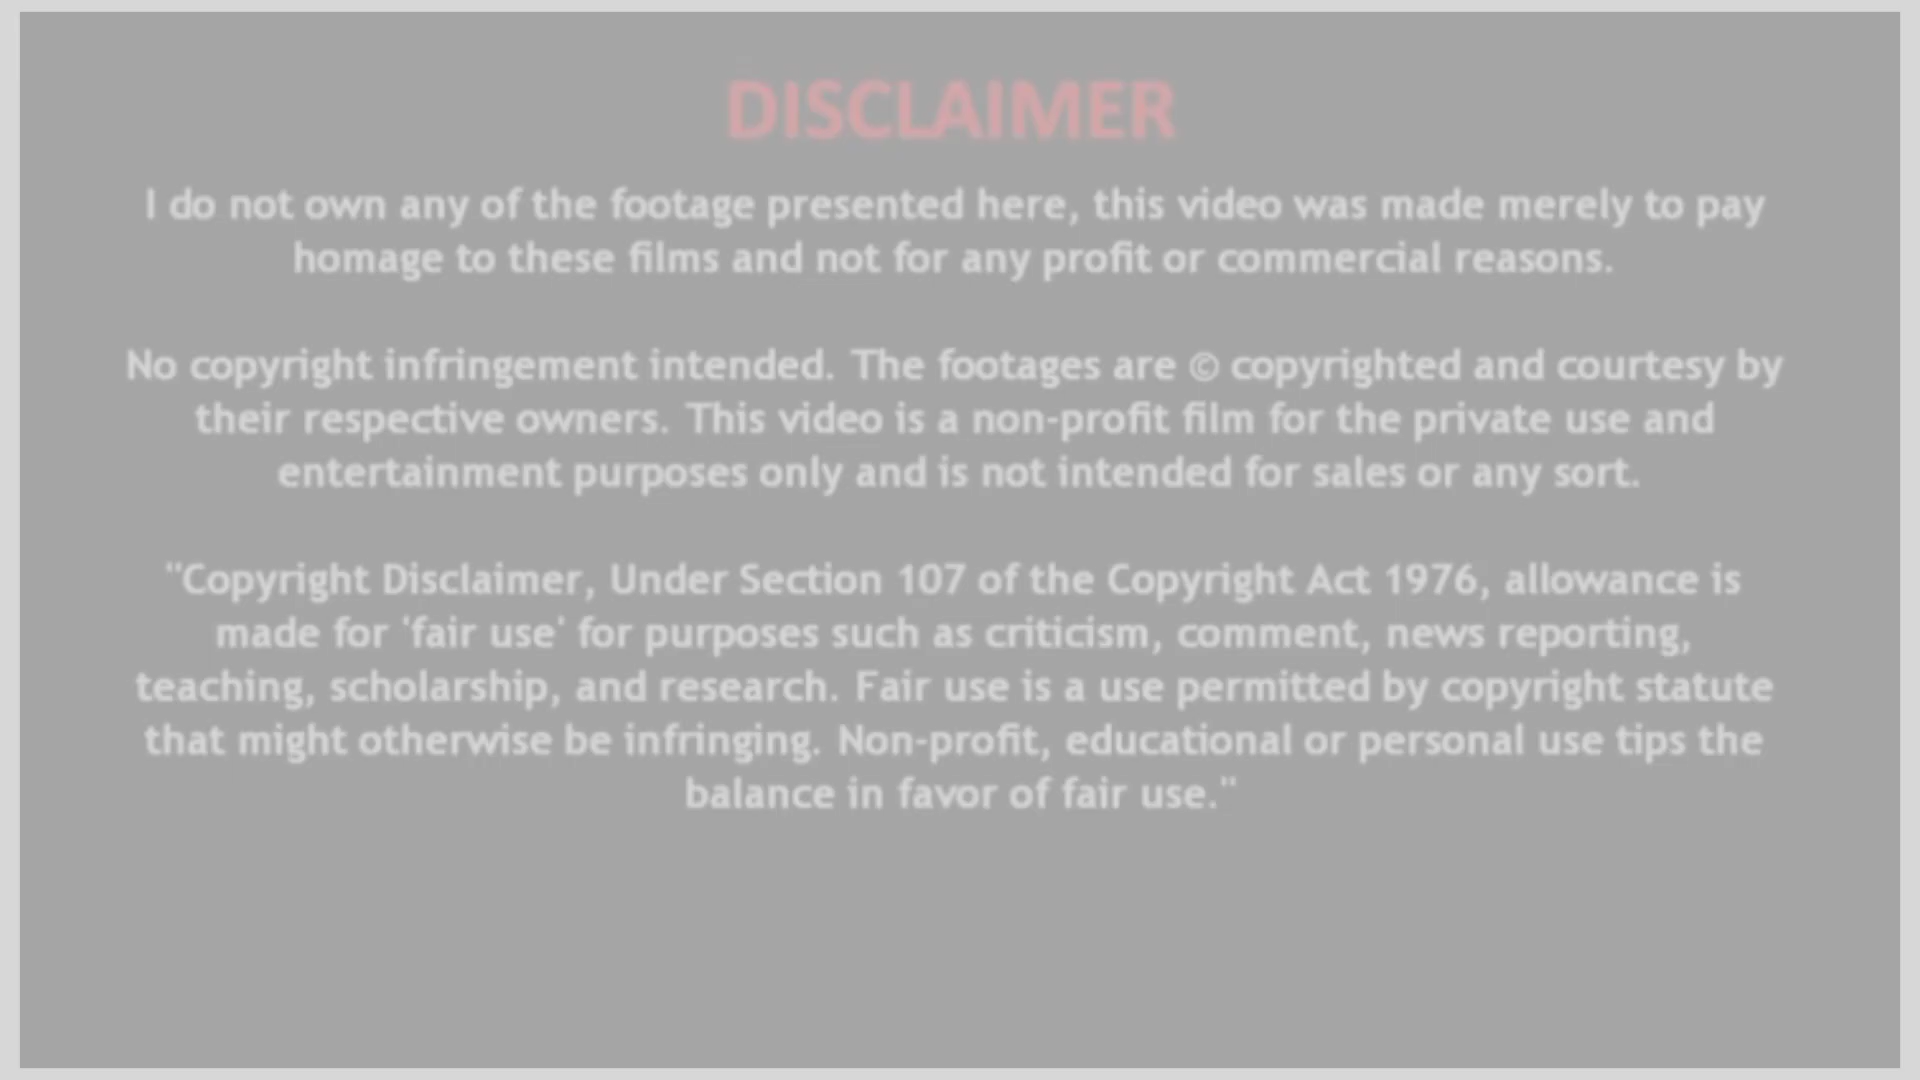 DISCLAIMER
I do not own any of the footage presented here, this video was made merely to pay
homage to these films and not for any profit or commercial reasons.
No copyright infringement intended. The footages are © copyrighted and courtesy by
their respective owners. This video is a non-profit film for the private use and
entertainment purposes only and is not intended for sales or any sort.
"Copyright Disclaimer, Under Section 107 of the Copyright Act 1976, allowance is
made for 'fair use' for purposes such as criticism, comment, news reporting,
teaching, scholarship, and research. Fair use is a use permitted by copyright statute
that might otherwise be infringing. Non-profit, educational or personal use tips the
balance in favor of fair use."